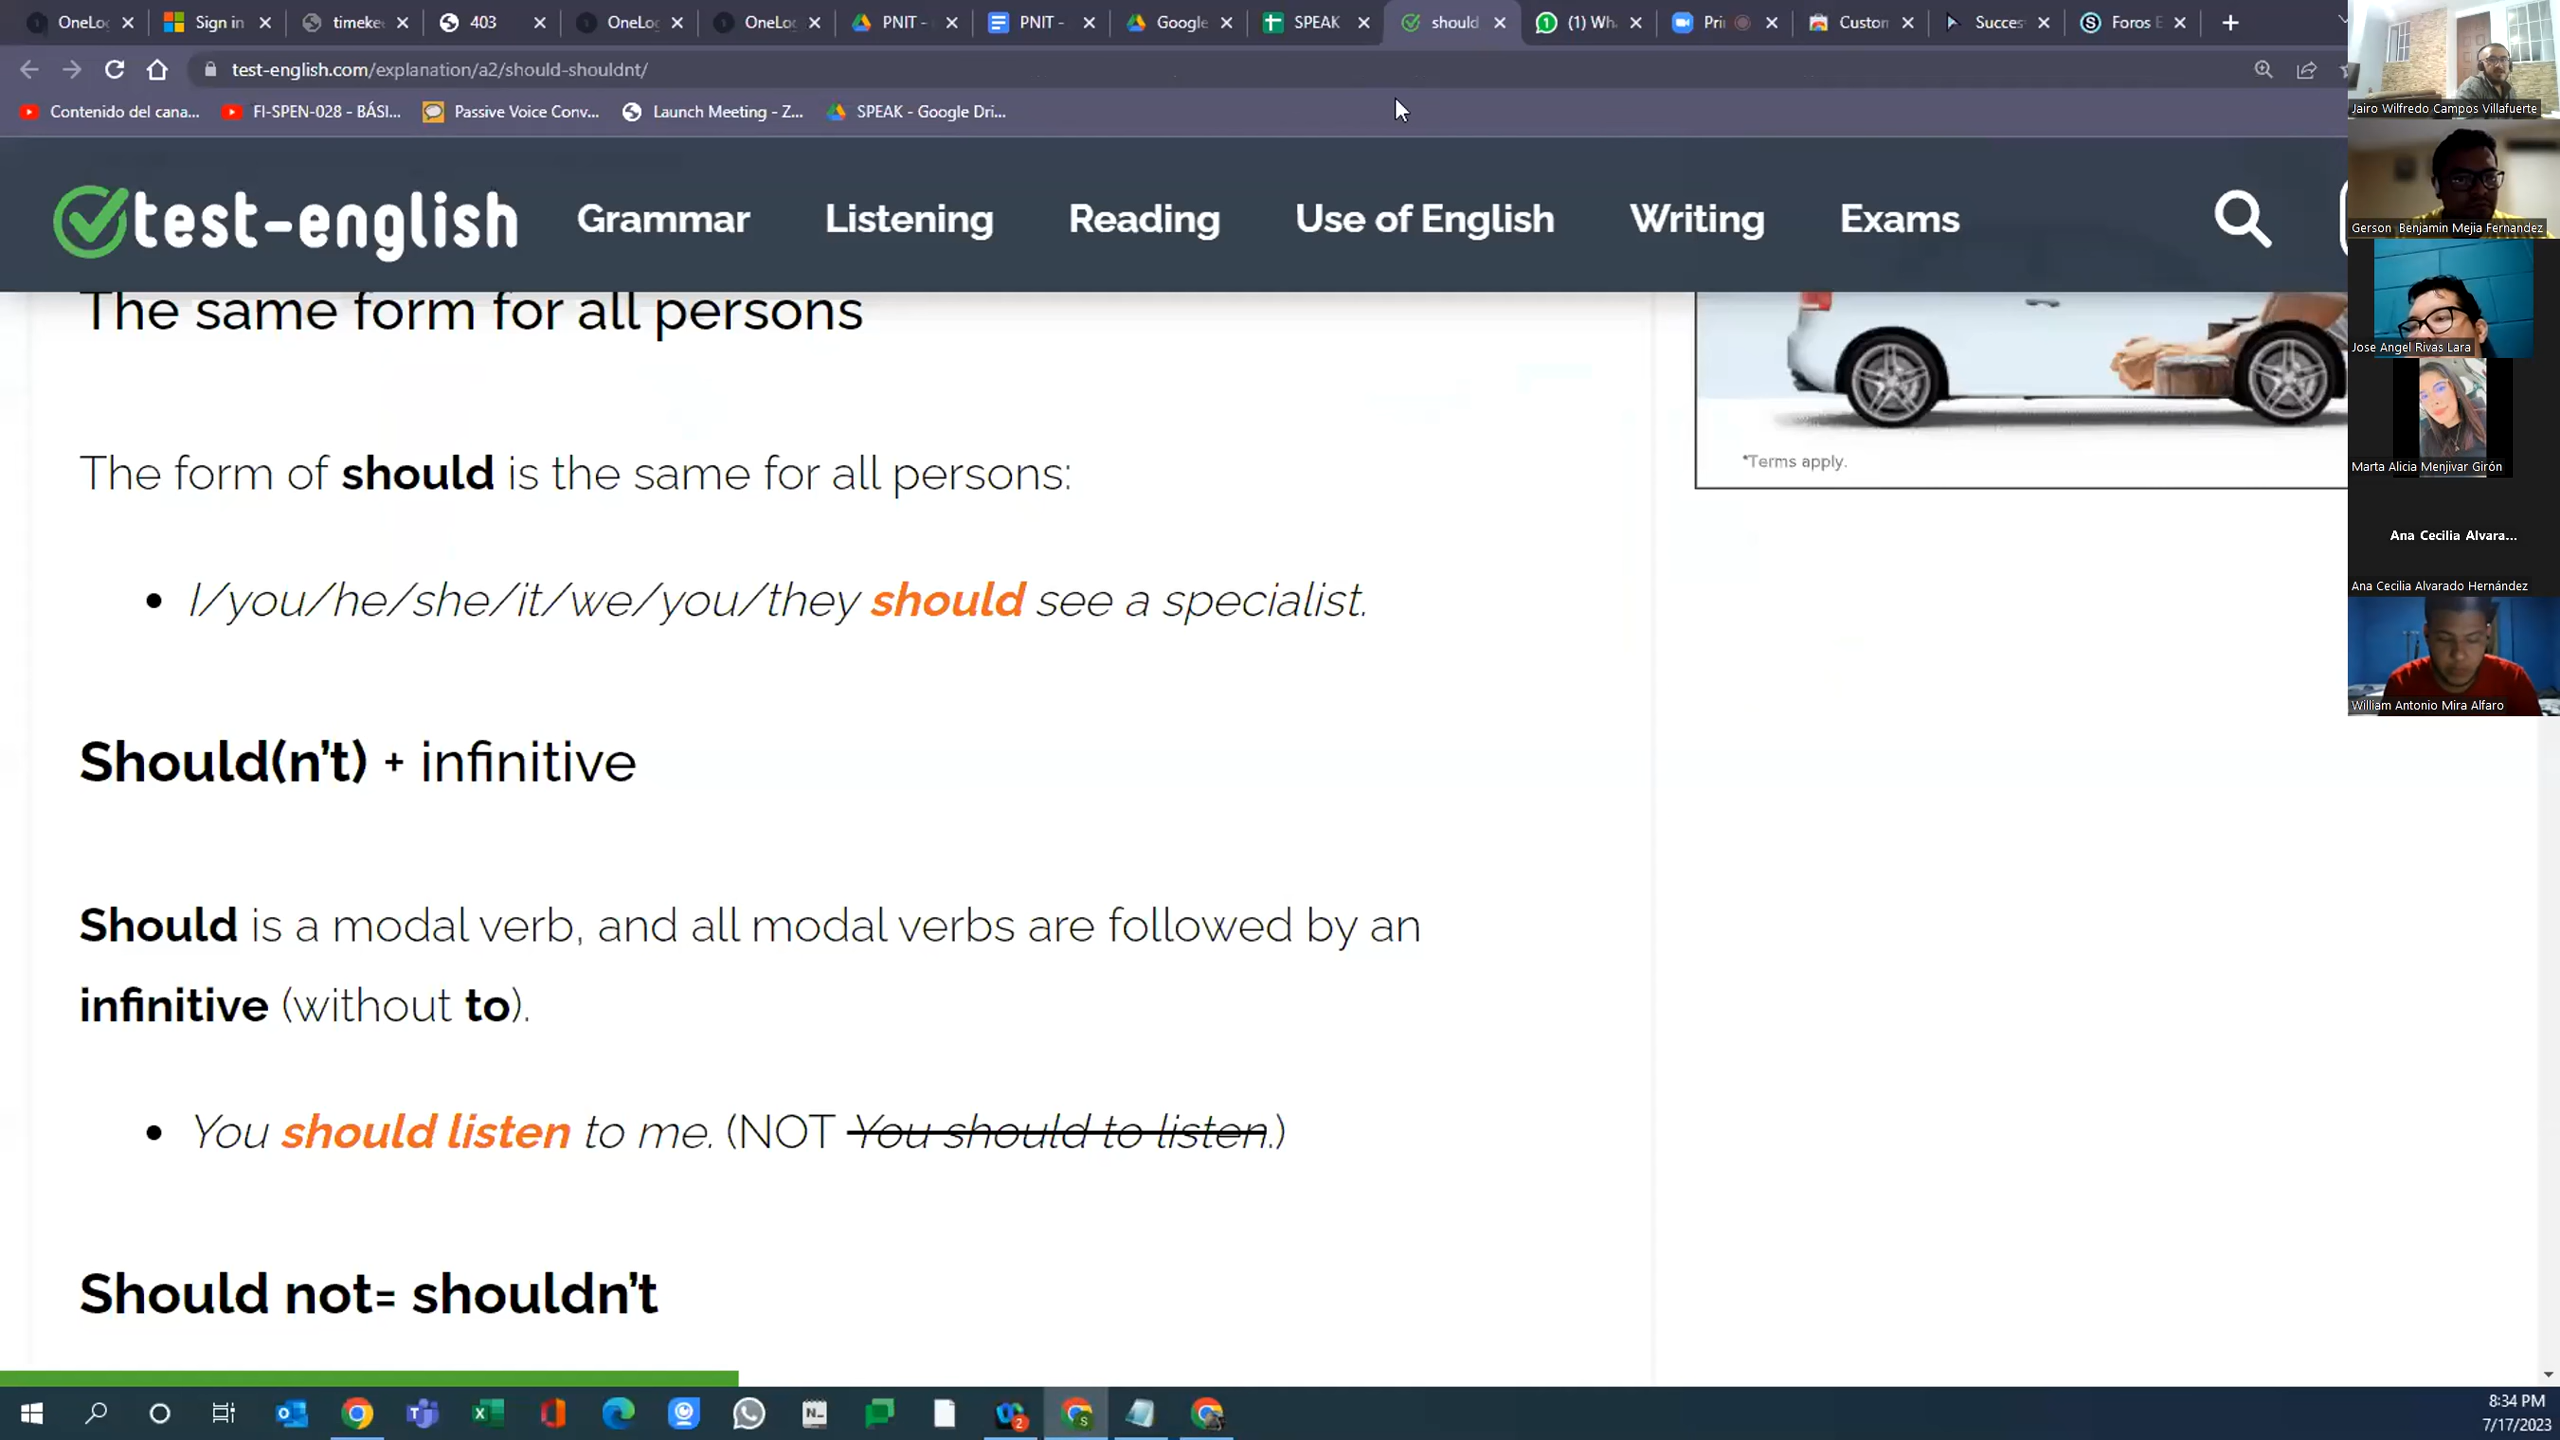 OneLog
Sign in
timekee
403
OneLog
OneLog
PNIT -
PNIT -
Google
SPEAK
should
(1) Wh
Pri
Custom
Success
Foros E
test-english.com/explanation/a2/should-shouldnt/
Contenido del cana...
FI-SPEN-028 - BÁSI...
Passive Voice Conv...
Launch Meeting - Z...
SPEAK - Google Dri...
test-english
Grammar
Listening
Reading
Use of English
Writing
Exams
The same form for all persons
The form of should is the same for all persons:
• I/you/he/she/it/we/you/they should see a specialist.
Should(n't) + infinitive
Should is a modal verb, and all modal verbs are followed by an
infinitive (without to).
• You should listen to me. (NOT You should to listen.)
Should not= shouldn't
*Terms apply.
Jairo Wilfredo Campos Villafuerte
Gerson Benjamin Mejia Fernandez
Jose Angel Rivas Lara
Marta Alicia Menjivar Girón
Ana Cecilia Alvara...
Ana Cecilia Alvarado Hernández
William Antonio Mira Alfaro
8:34 PM
7/17/2023